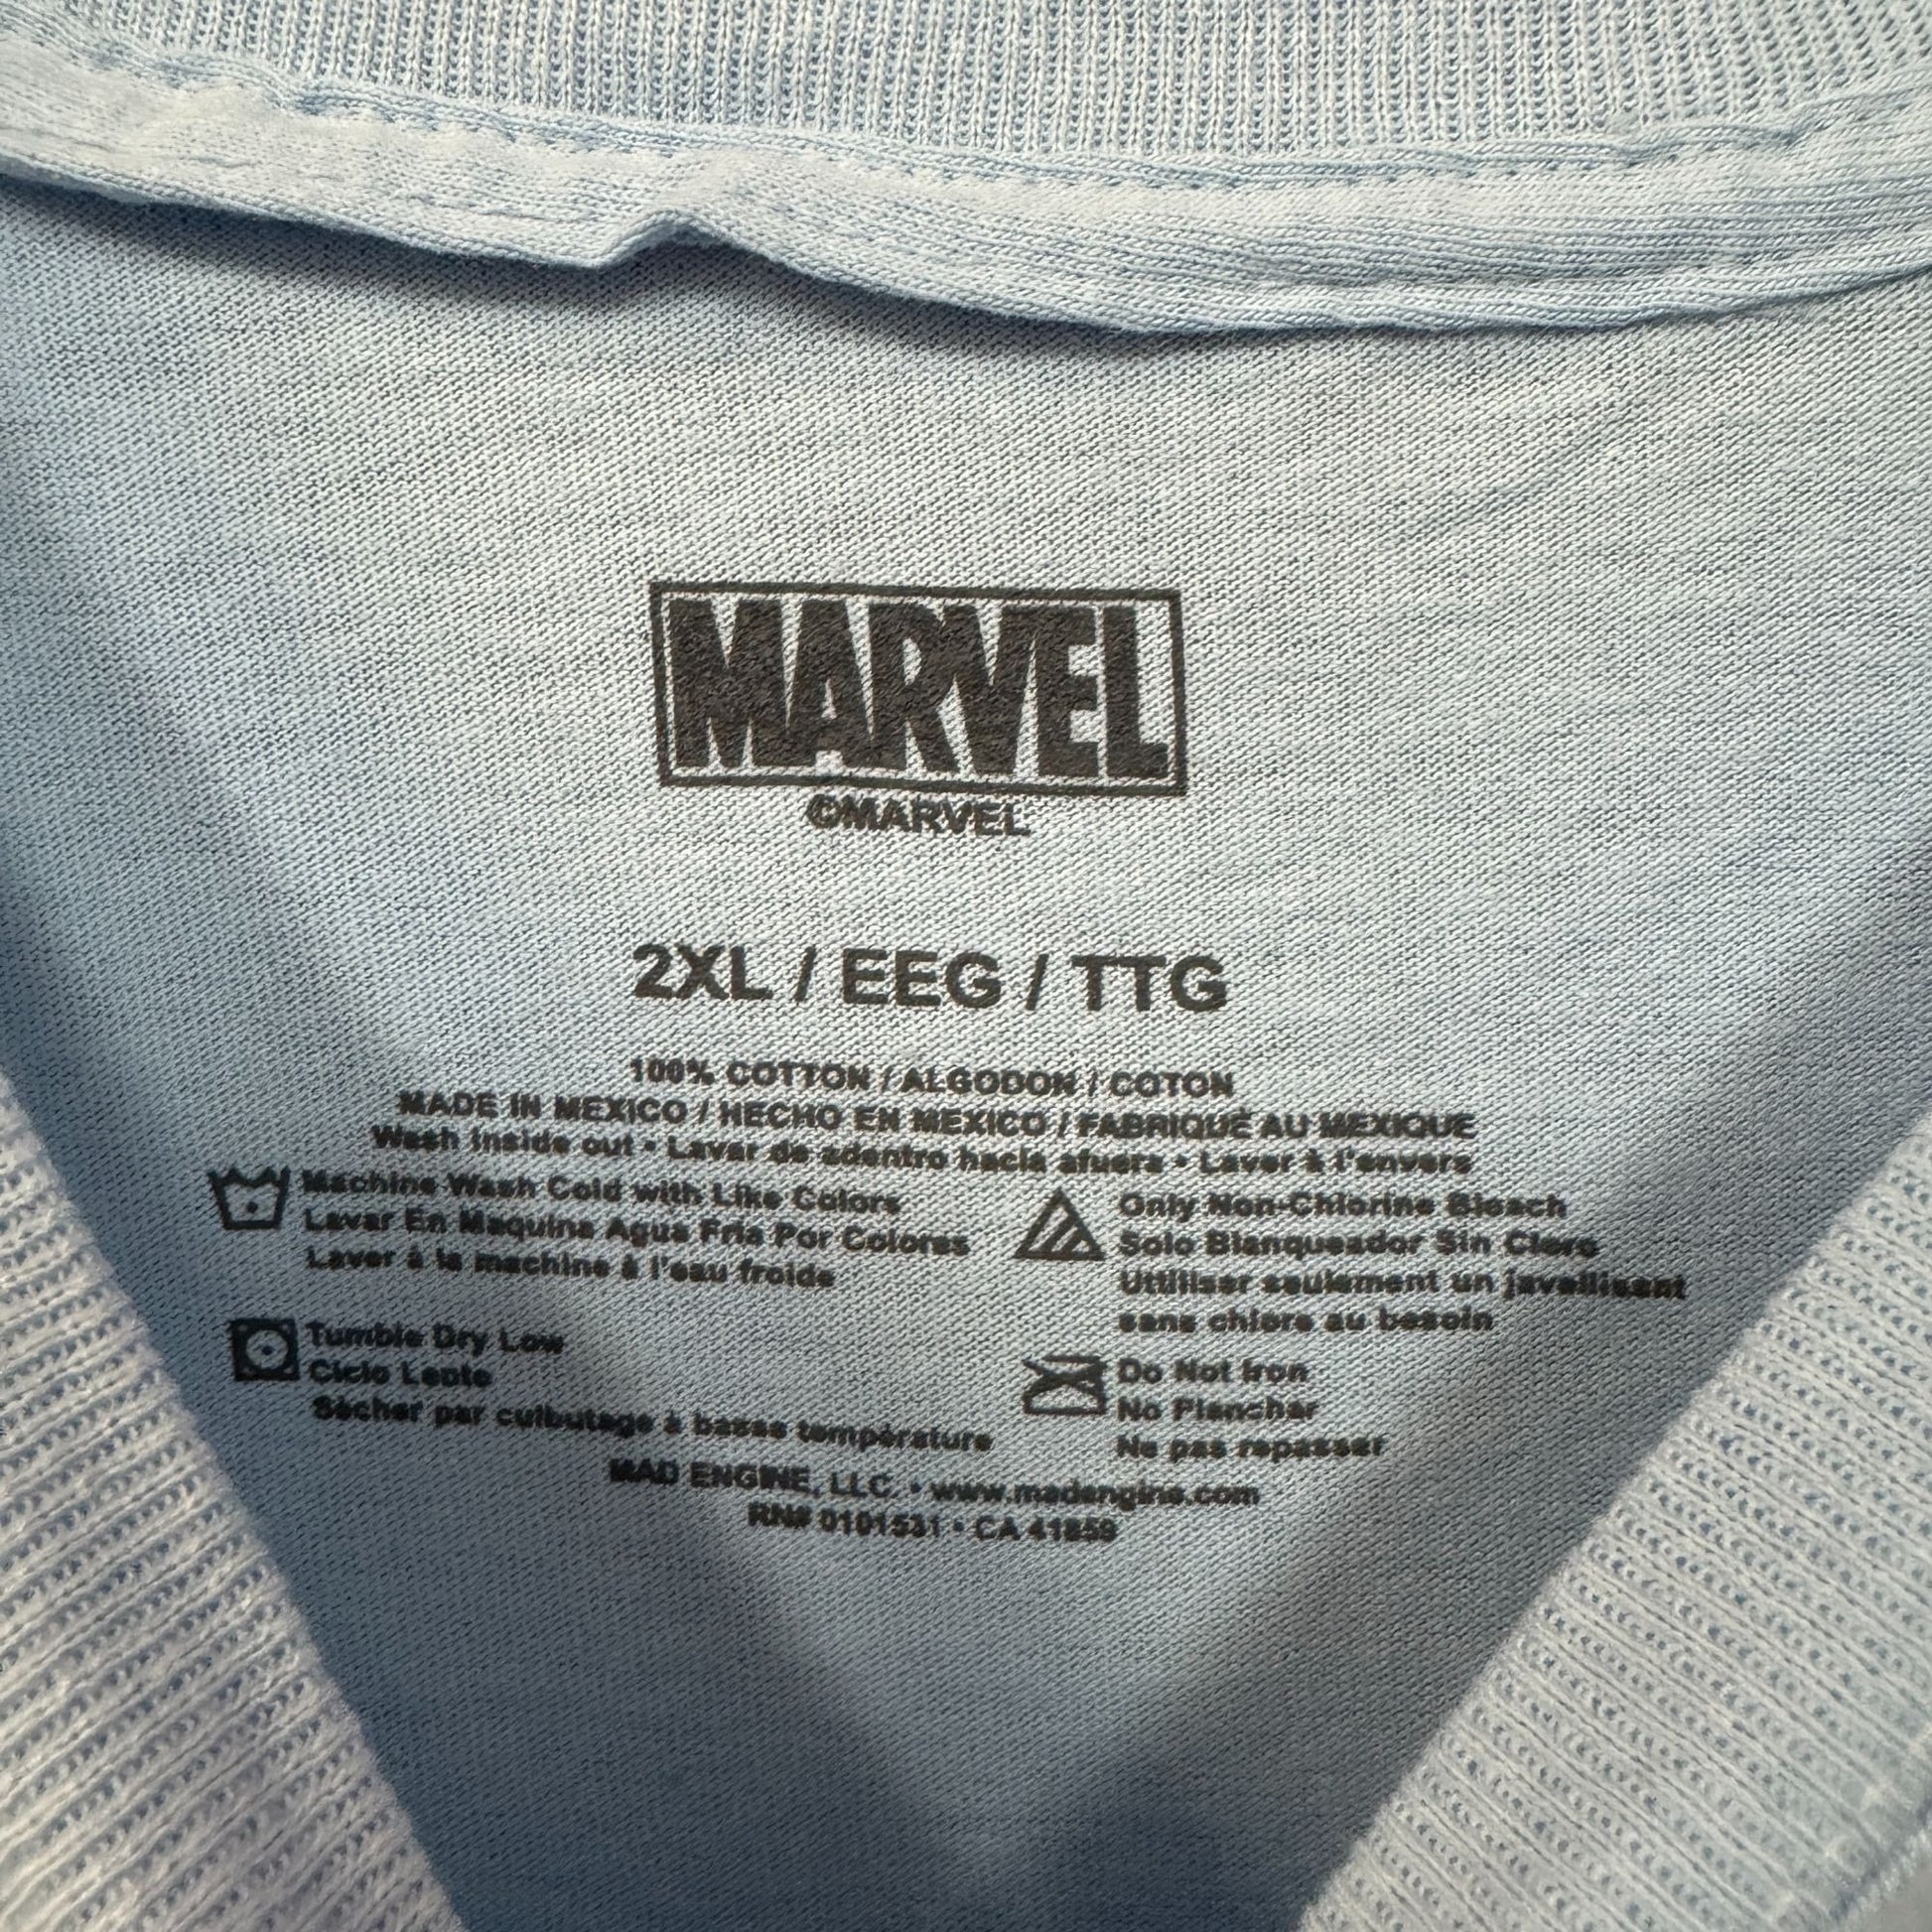 MARVEL
©MARVEL
2XL / EEG / TTG
100% COTTON / ALGODON / COTON
MADE IN MEXICO / HECHO EN MEXICO / FABRIQUÉ AU MEXIQUE
Wash Inside out • Lavar de adentro hacia afuera • Laver à l'envers
Machine Wash Cold with Like Colors
Lavar En Maquina Agua Fria Por Colores
Laver à la machine à l'eau froide
Only Non-Chlorine Bleach
Solo Blanqueador Sin Cloro
Uttiliser seulement un javellisant
sans chlore au besoin
Tumble Dry Low
Ciclo Lento
Sècher par culbutage à basse température
Do Not Iron
No Planchar
Ne pas repasser
MAD ENGINE, LLC. • www.madengine.com
RN# 0101531 • CA 41859